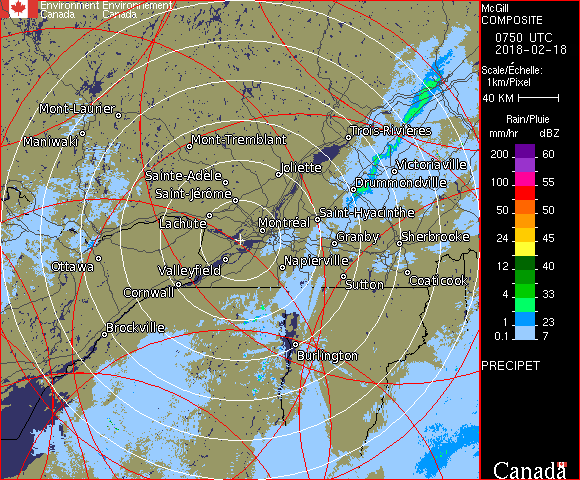 Environment Environnement
Canada Canada
McGill
COMPOSITE
0750 UTC
2018-02-18
Scale/Échelle:
1km/Pixel
40 KM
Rain/Pluie
mm/hr dBZ
200 60
100 55
50 50
24 45
12 40
4 33
2 30
1 23
0.1 7
PRECIPET
Canada
Mont-Laurier
Maniwaki
Mont-Tremblant
Trois-Rivières
Joliette
Victoriaville
Sainte-Adèle
Drummondville
Saint-Jérôme
Saint-Hyacinthe
Lachute
Montréal
Granby
Sherbrooke
Ottawa
Valleyfield
Napierville
Coaticook
Sutton
Cornwall
Brockville
Burlington